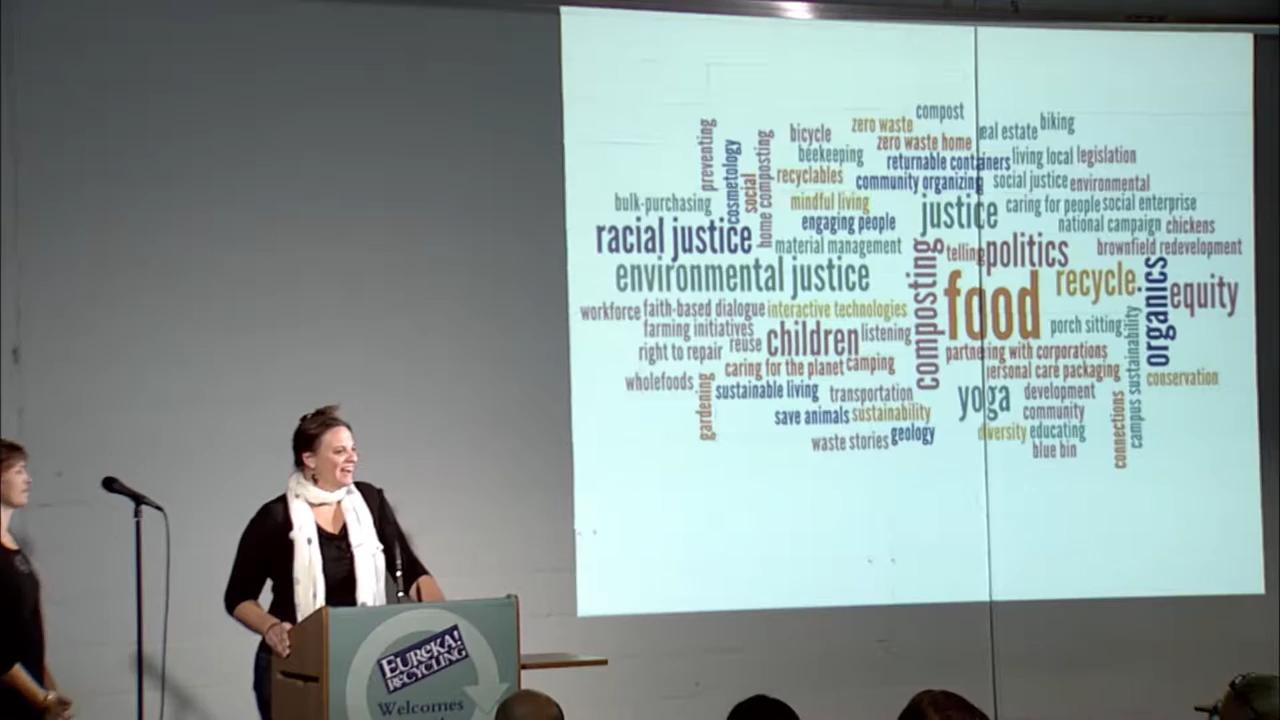 compost
zero waste
real estate
biking
bicycle
zero waste home
preventing
cosmetology
social
home composting
beekeeping
returnable containers
living local
legislation
recyclables
community organizing
social justice
environmental
bulk-purchasing
mindful living
justice
caring for people
social enterprise
racial justice
engaging people
national campaign
chickens
material management
telling
politics
brownfield redevelopment
environmental justice
composting
food
recycle
organics
equity
workforce
faith-based dialogue
interactive technologies
farming initiatives
children
listening
porch sitting
campus sustainability
right to repair
reuse
partnering with corporations
caring for the planet
camping
personal care packaging
wholefoods
gardening
sustainable living
transportation
yoga
development
conservation
save animals
sustainability
community
connections
waste stories
geology
diversity
educating
blue bin
EUREKA!
RECYCLING
Welcomes